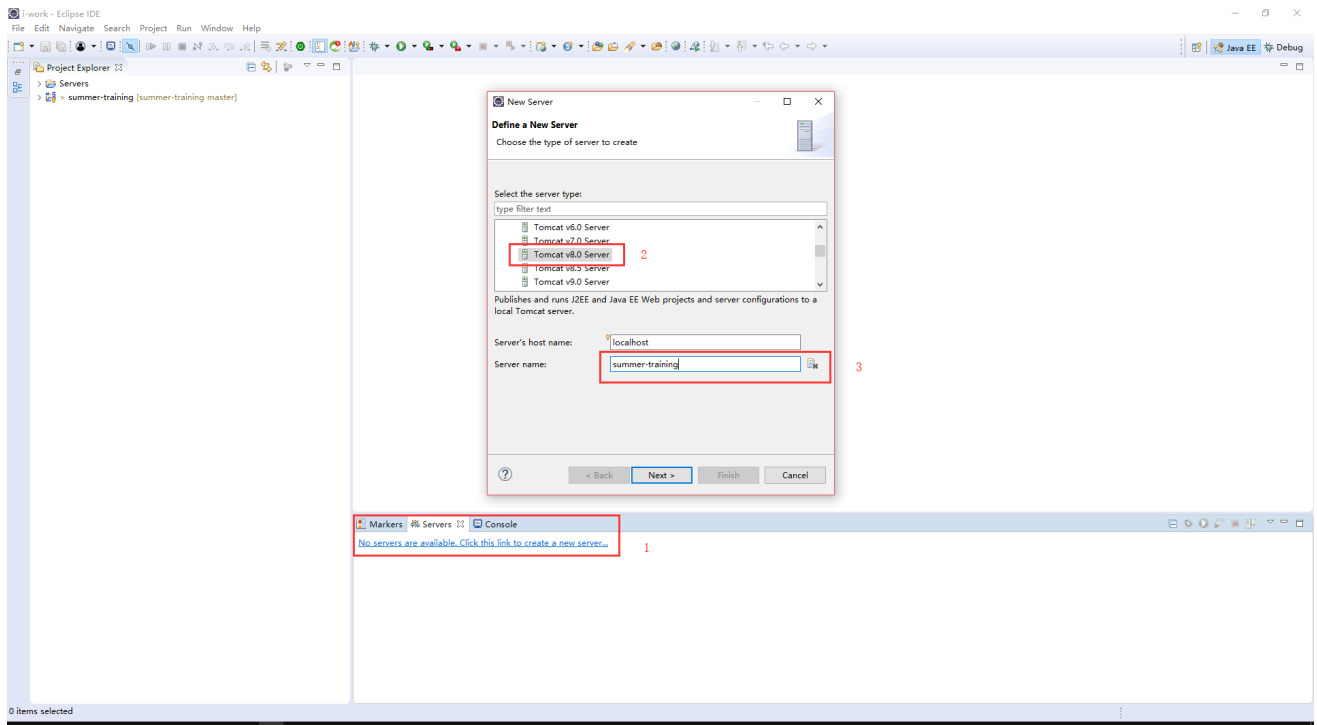 i-work - Eclipse IDE
File Edit Navigate Search Project Run Window Help
Java EE Debug
Project Explorer
Servers
> summer-training [summer-training master]
New Server
Define a New Server
Choose the type of server to create
Select the server type:
type filter text
Tomcat v6.0 Server
Tomcat v7.0 Server
Tomcat v8.0 Server
2
Tomcat v8.5 Server
Tomcat v9.0 Server
Publishes and runs J2EE and Java EE Web projects and server configurations to a
local Tomcat server.
Server's host name: localhost
Server name: summer-training
3
? < Back Next > Finish Cancel
Markers Servers Console
No servers are available. Click this link to create a new server...
1
0 items selected